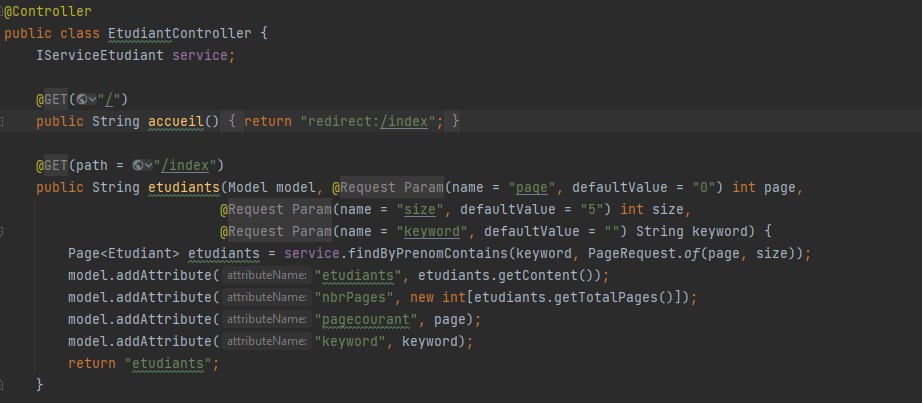 @Controller
public class EtudiantController {
IServiceEtudiant service;
@GET("/")
public String accueil() { return "redirect:/index"; }
@GET(path = "/index")
public String etudiants(Model model, @Request Param(name = "page", defaultValue = "0") int page,
@Request Param(name = "size", defaultValue = "5") int size,
@Request Param(name = "keyword", defaultValue = "") String keyword) {
Page<Etudiant> etudiants = service.findByPrenomContains(keyword, PageRequest.of(page, size));
model.addAttribute( attributeName: "etudiants", etudiants.getContent());
model.addAttribute( attributeName: "nbrPages", new int[etudiants.getTotalPages()]);
model.addAttribute( attributeName: "pagecourant", page);
model.addAttribute( attributeName: "keyword", keyword);
return "etudiants";
}